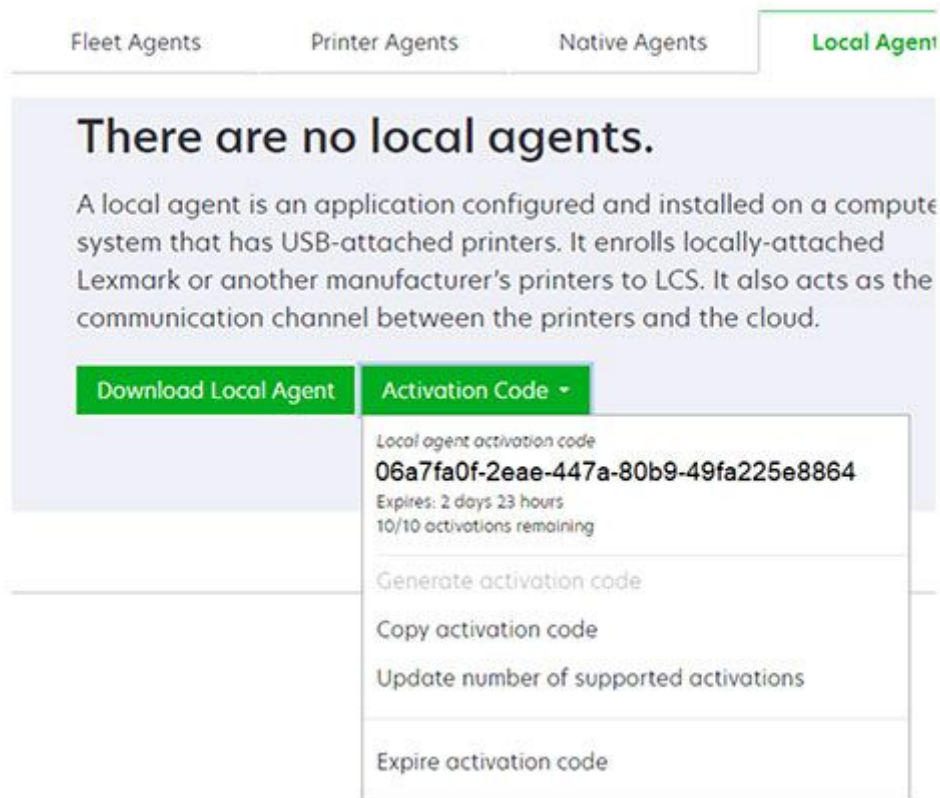 Fleet Agents Printer Agents Native Agents Local Agent
There are no local agents.
A local agent is an application configured and installed on a compute
system that has USB-attached printers. It enrolls locally-attached
Lexmark or another manufacturer's printers to LCS. It also acts as the
communication channel between the printers and the cloud.
Download Local Agent Activation Code
Local agent activation code
06a7fa0f-2eae-447a-80b9-49fa225e8864
Expires: 2 days 23 hours
10/10 activations remaining
Generate activation code
Copy activation code
Update number of supported activations
Expire activation code